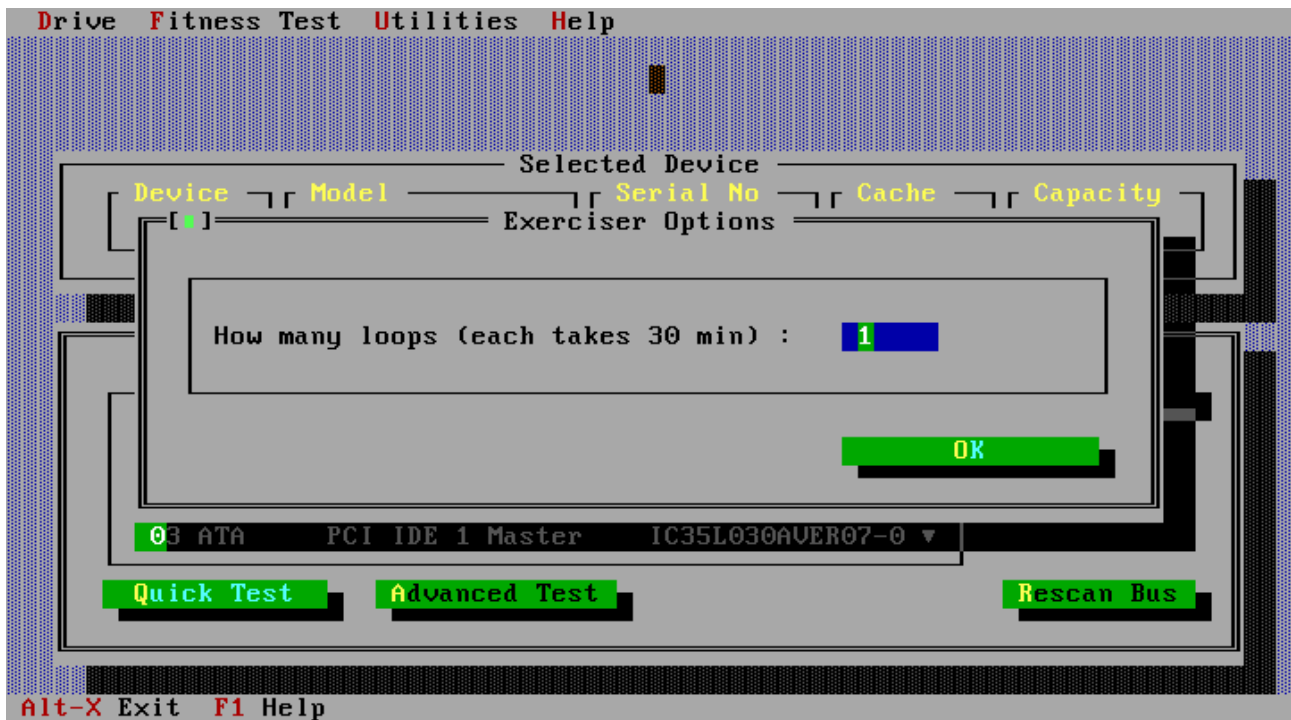 Drive Fitness Test Utilities Help
Selected Device
Device Model Serial No Cache Capacity
[■] Exerciser Options
How many loops (each takes 30 min) : 1
OK
03 ATA PCI IDE 1 Master IC35L030AVER07-0 ▼
Quick Test Advanced Test Rescan Bus
Alt-X Exit F1 Help